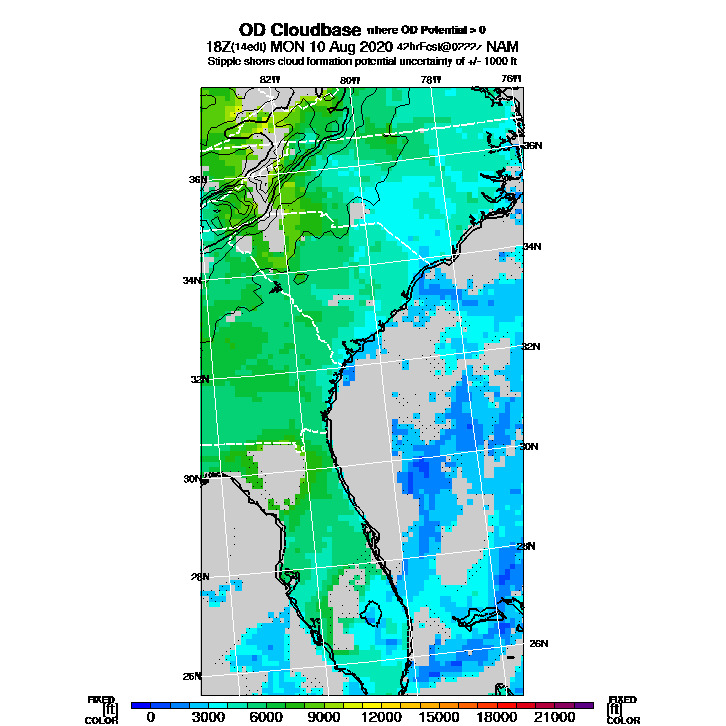 OD Cloudbase where OD Potential > 0
18Z(14edt) MON 10 Aug 2020 NAM
Stipple shows cloud formation potential uncertainty of +/- 1000 ft
82W 80W 78W 76W
36N 36N
34N 34N
32N 32N
30N 30N
28N 28N
26N 26N
FIXED FIXED
[ft] [ft]
COLOR 0 3000 6000 9000 12000 15000 18000 21000 COLOR